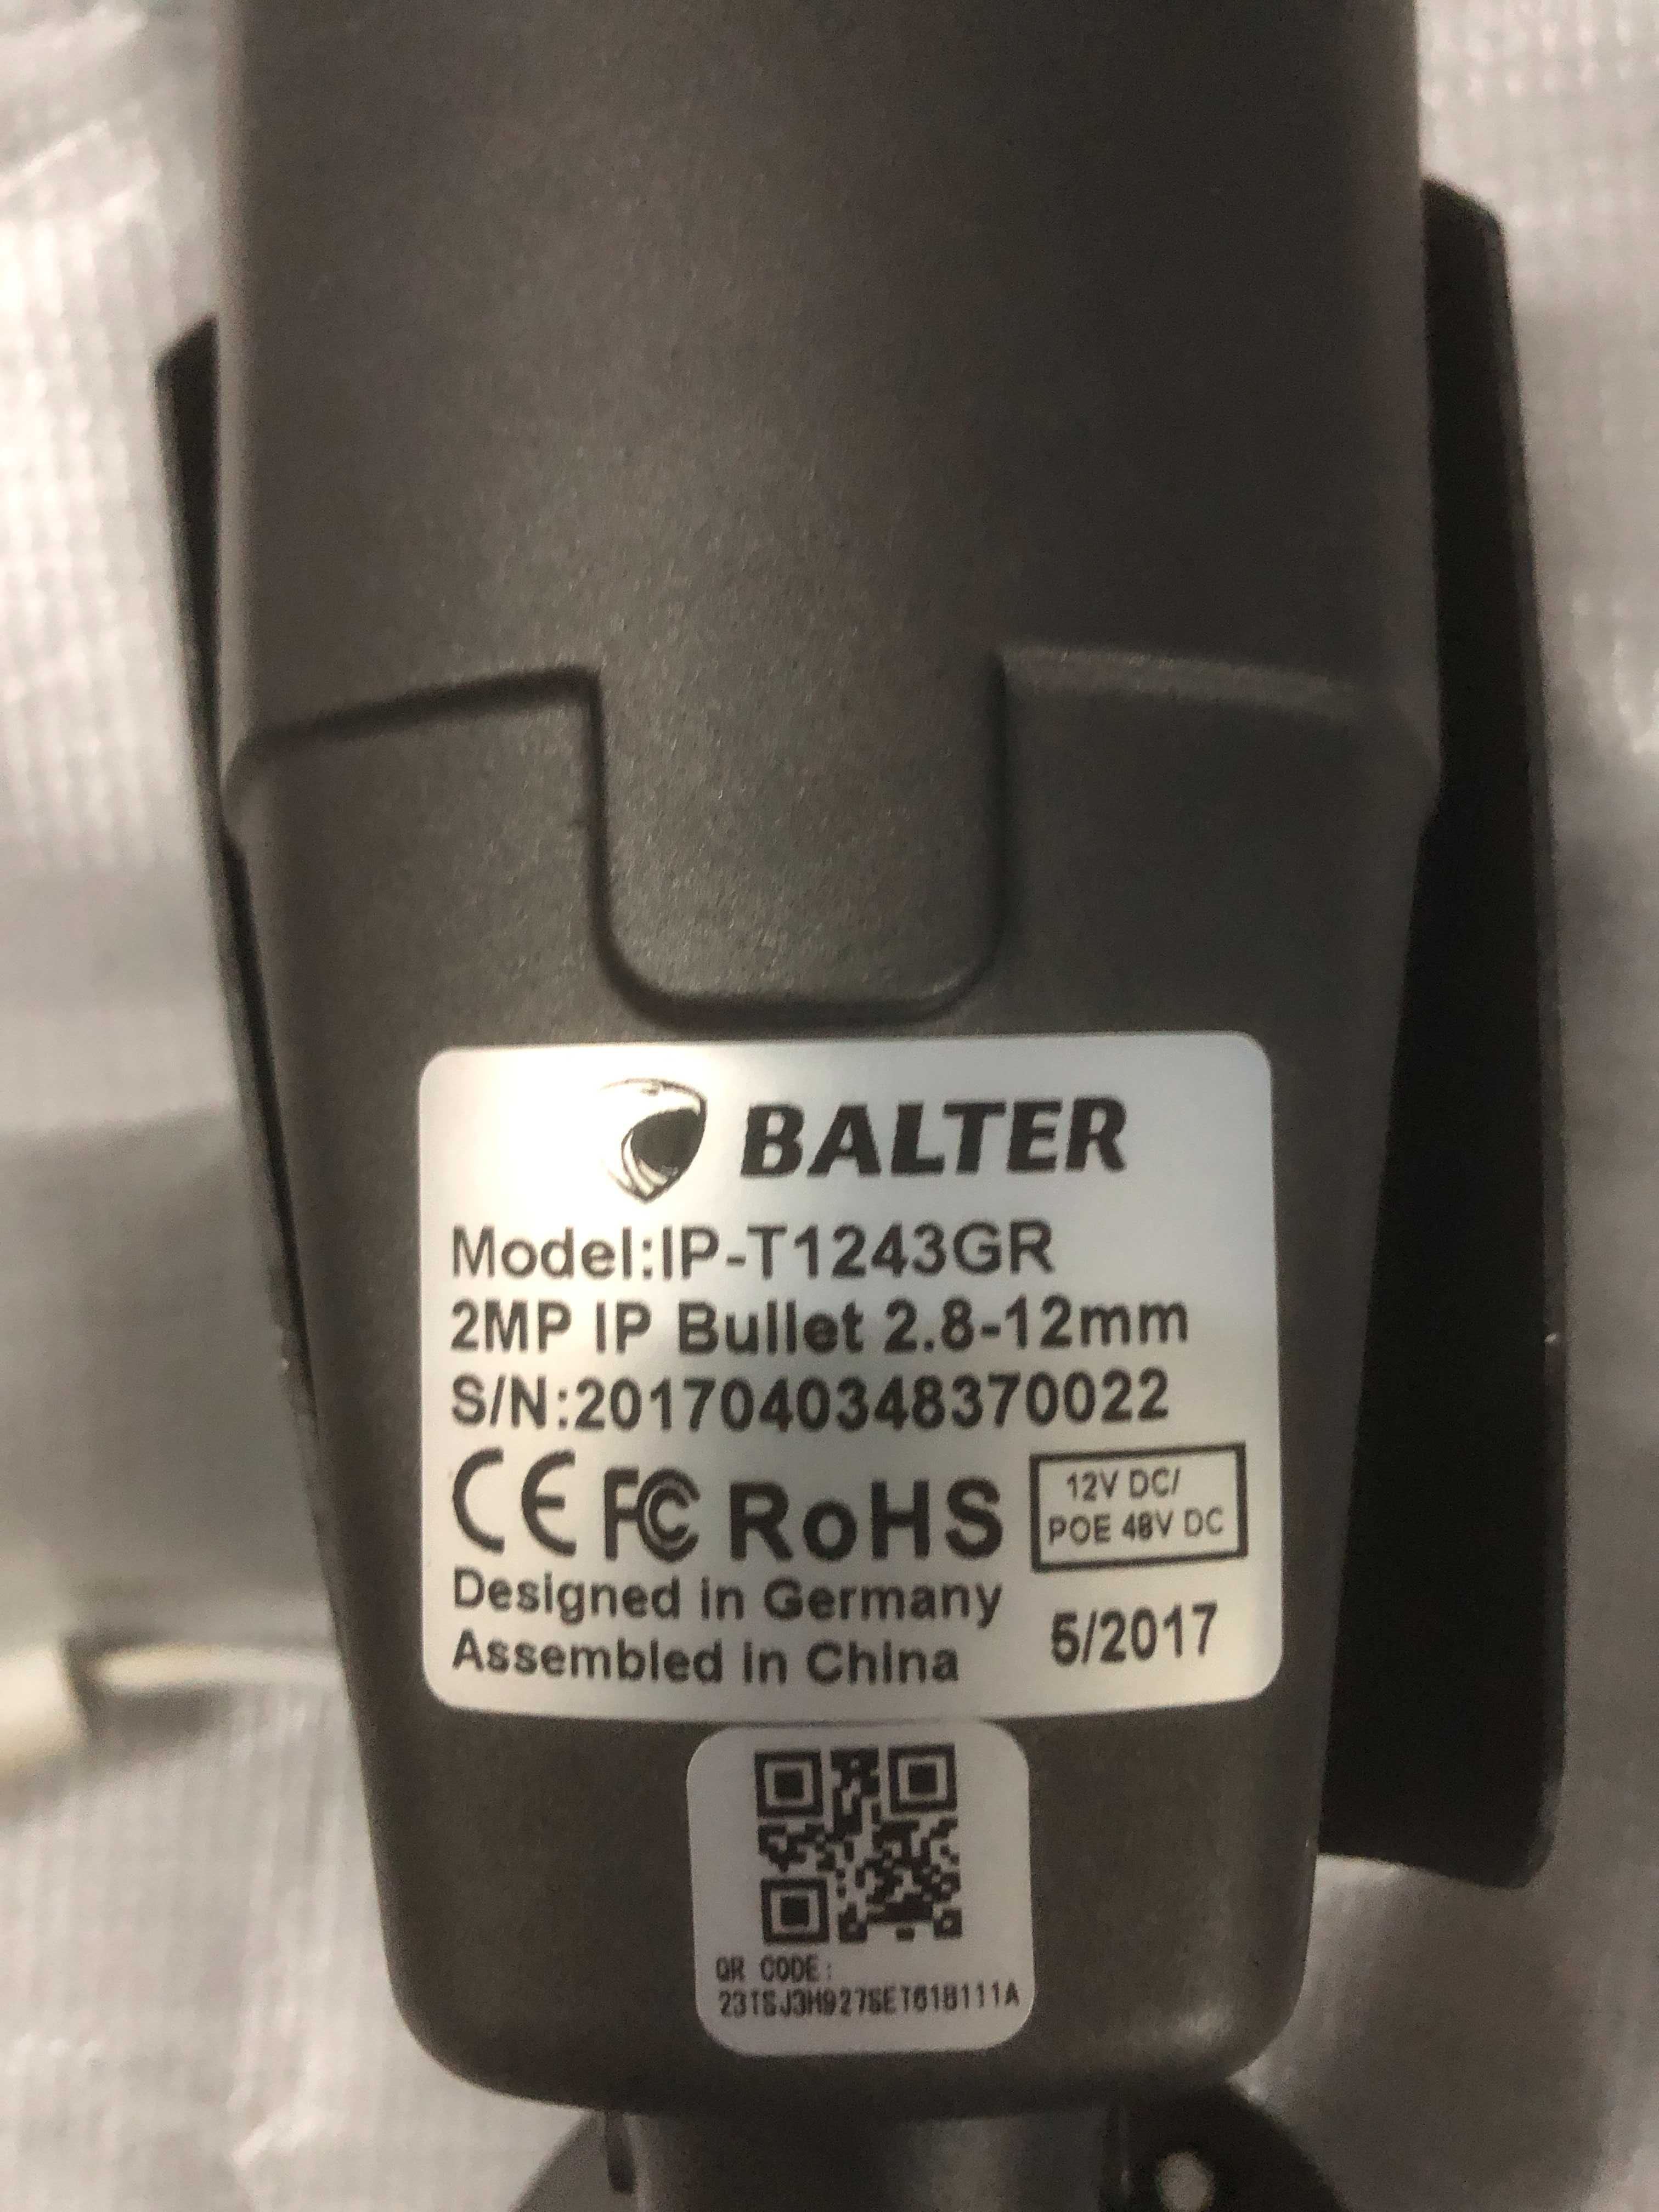 BALTER
Model:IP-T1243GR
2MP IP Bullet 2.8-12mm
S/N:2017040348370022
CE FC RoHS
12V DC/
POE 48V DC
Designed in Germany
Assembled in China
5/2017
QR CODE: